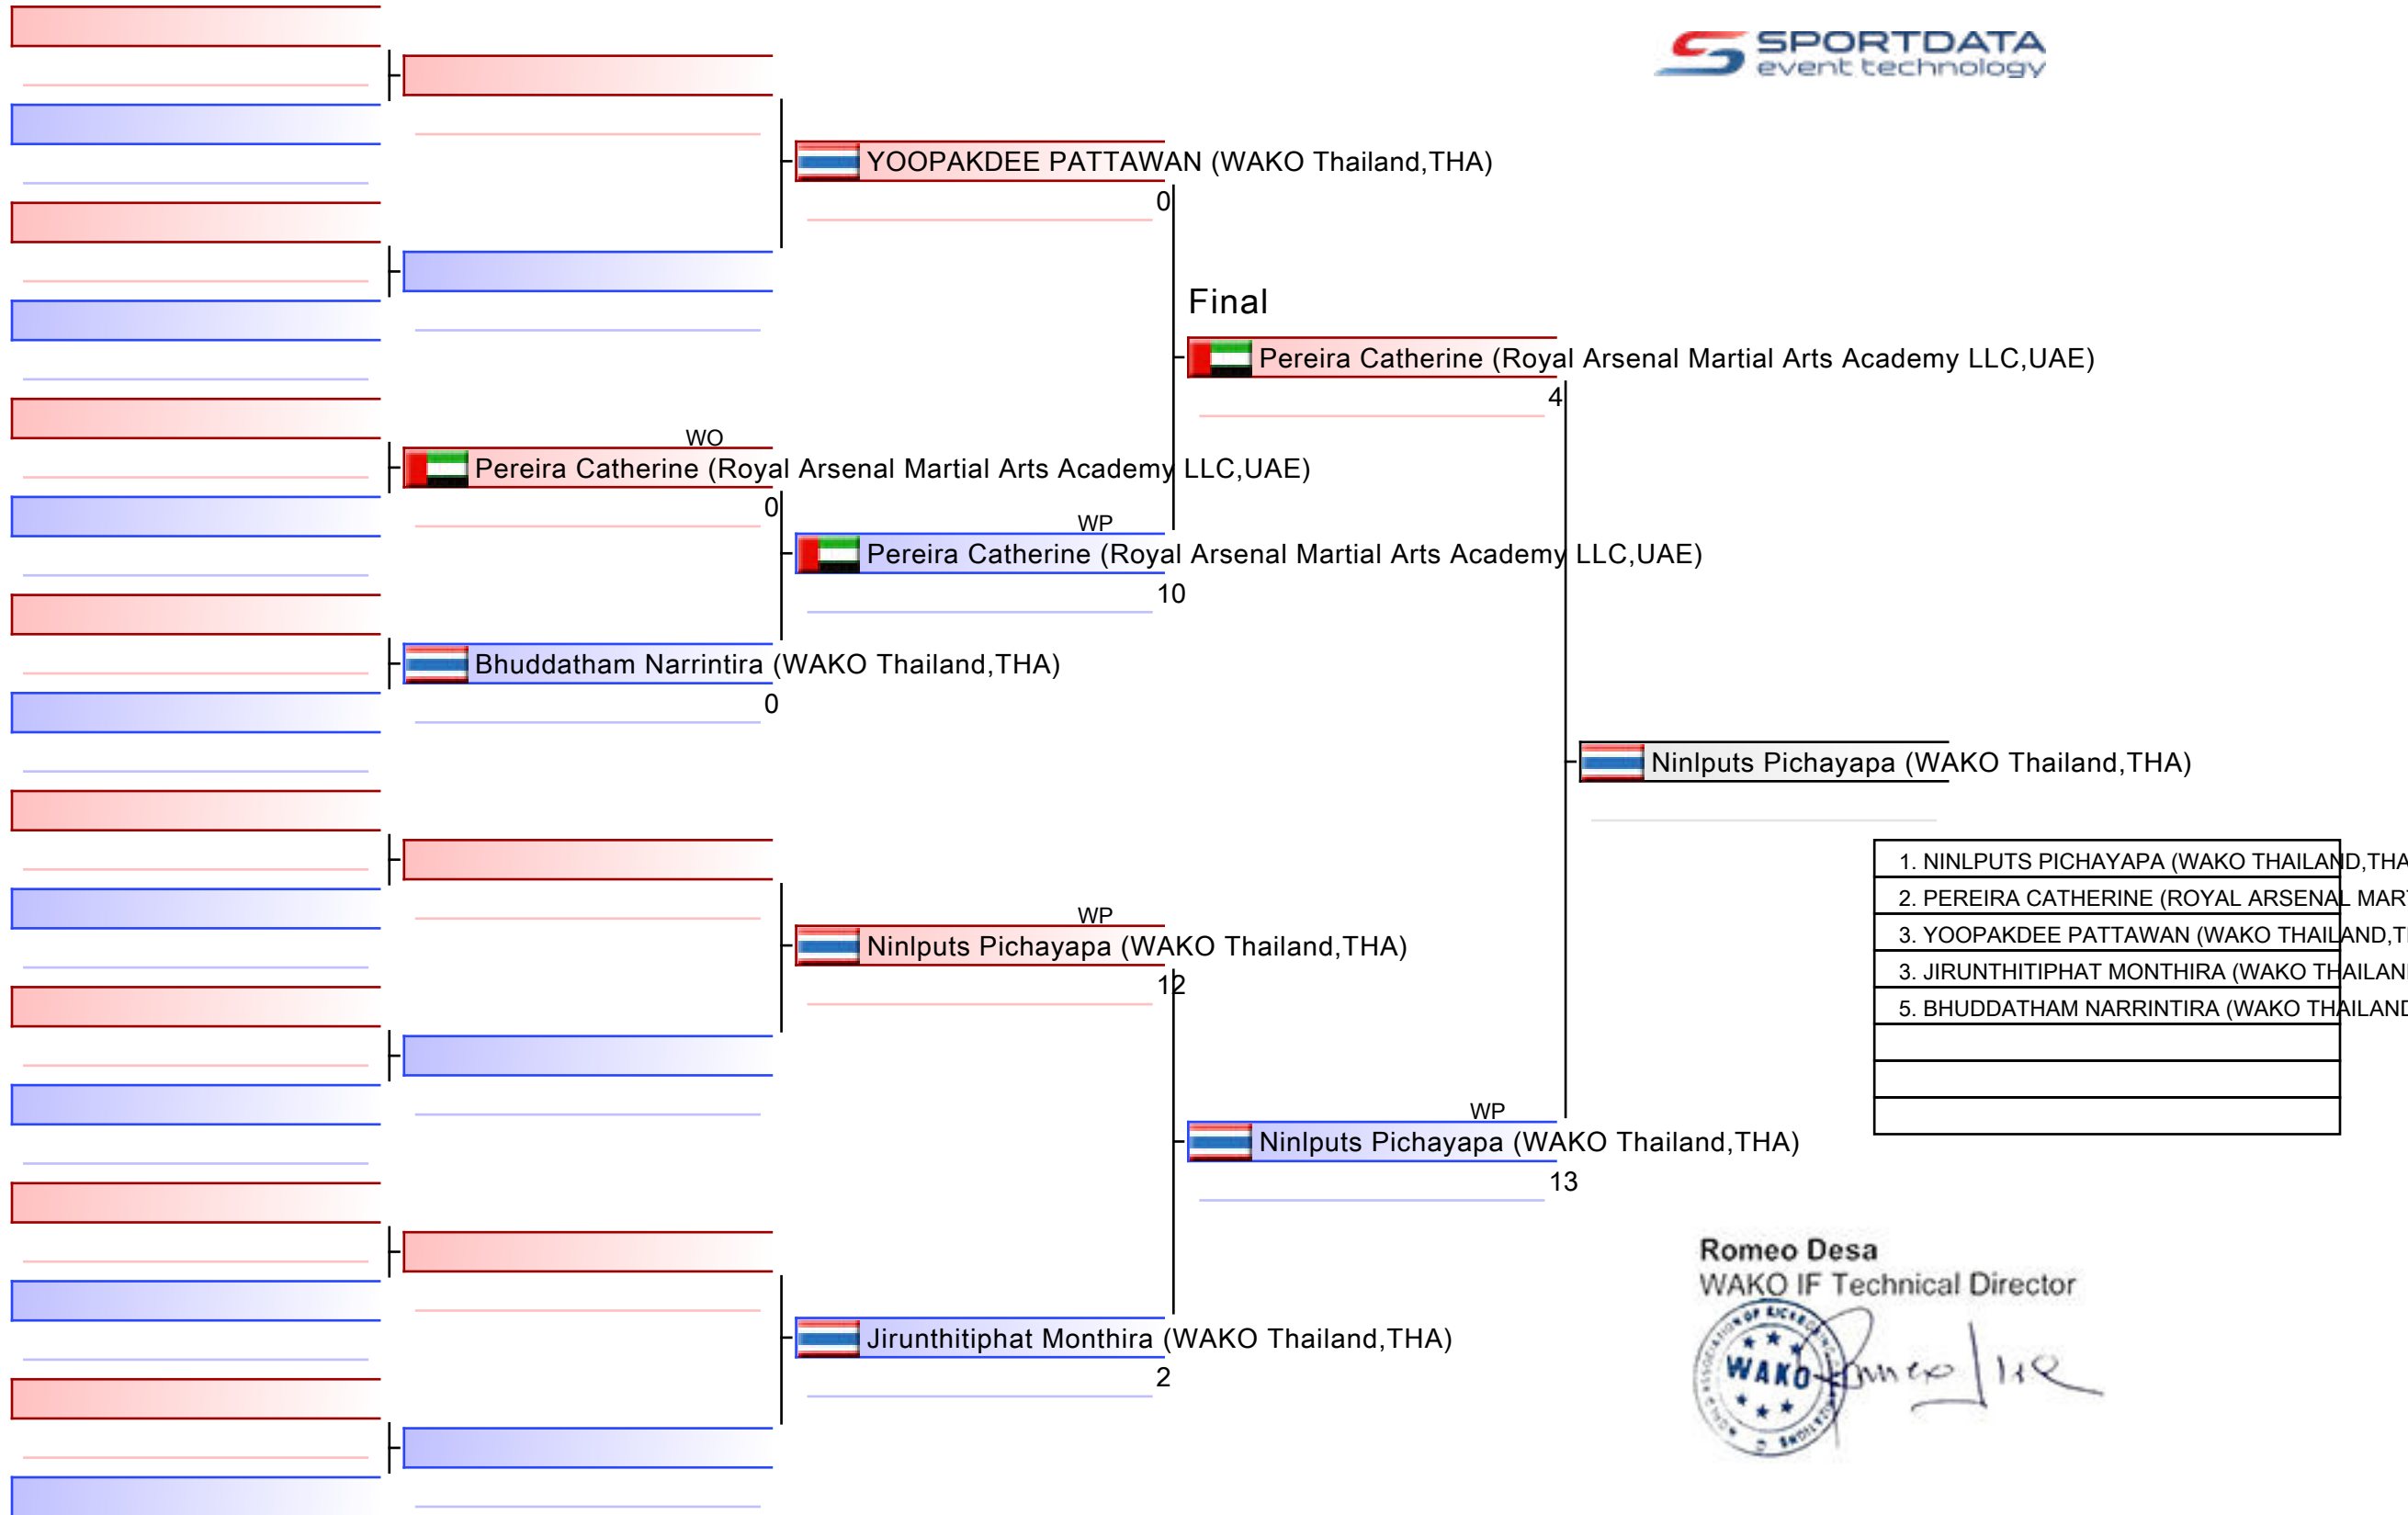 SPORTDATA
event technology
YOOPAKDEE PATTAWAN (WAKO Thailand,THA)
0
Final
Pereira Catherine (Royal Arsenal Martial Arts Academy LLC,UAE)
4
WO
Pereira Catherine (Royal Arsenal Martial Arts Academy LLC,UAE)
0
WP
Pereira Catherine (Royal Arsenal Martial Arts Academy LLC,UAE)
10
Bhuddatham Narrintira (WAKO Thailand,THA)
0
Ninlputs Pichayapa (WAKO Thailand,THA)
1. NINLPUTS PICHAYAPA (WAKO THAILAND,THA
2. PEREIRA CATHERINE (ROYAL ARSENAL MAR
3. YOOPAKDEE PATTAWAN (WAKO THAILAND,T
3. JIRUNTHITIPHAT MONTHIRA (WAKO THAILAN
5. BHUDDATHAM NARRINTIRA (WAKO THAILAND
WP
Ninlputs Pichayapa (WAKO Thailand,THA)
12
WP
Ninlputs Pichayapa (WAKO Thailand,THA)
13
Jirunthitiphat Monthira (WAKO Thailand,THA)
2
Romeo Desa
WAKO IF Technical Director
WAKO